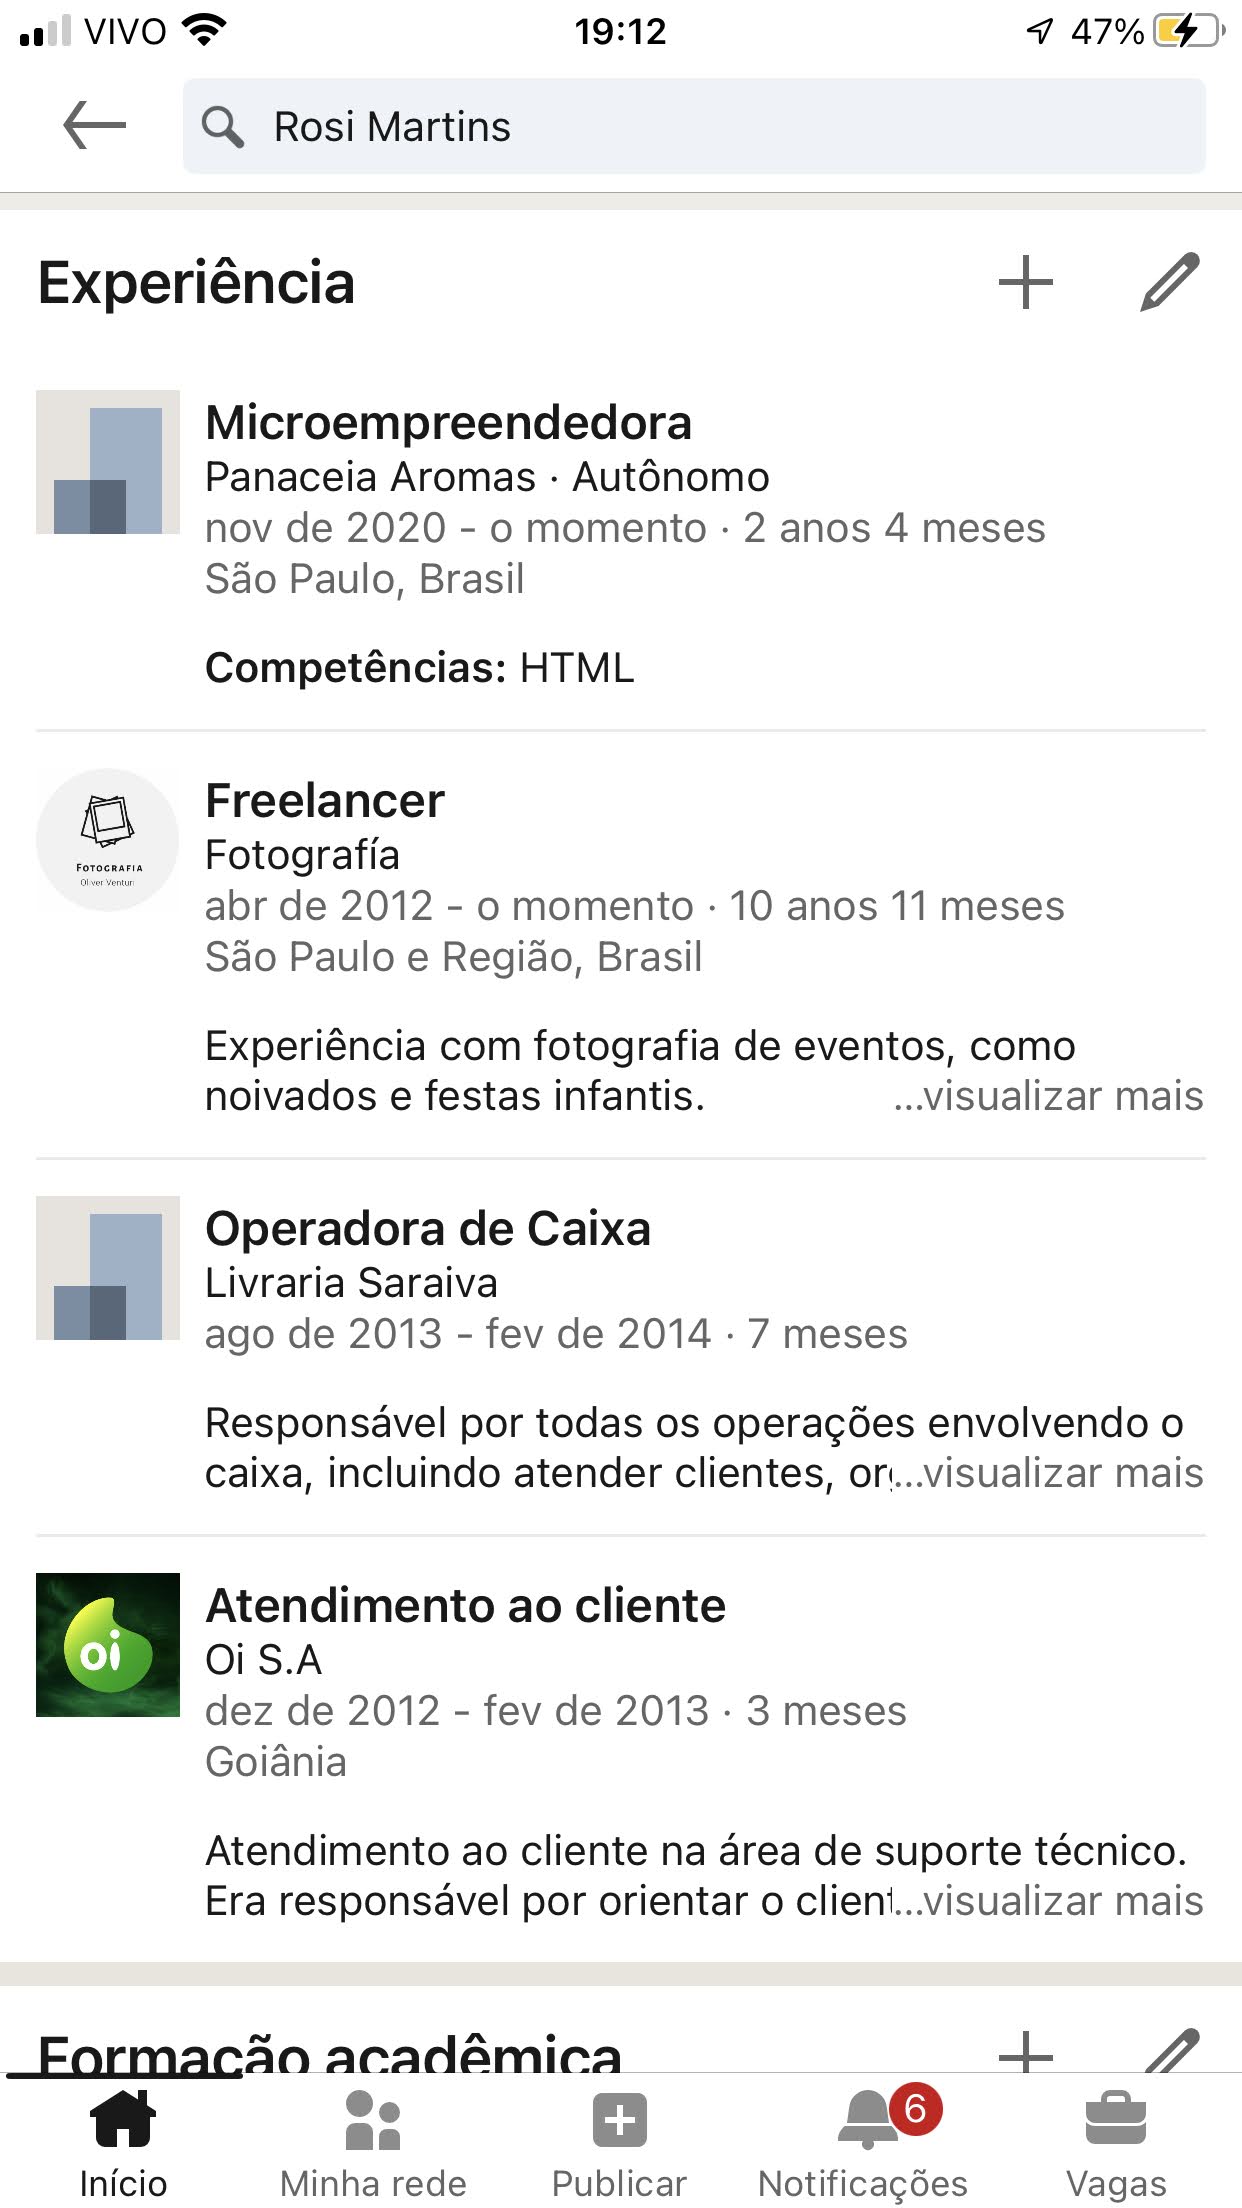 VIVO 19:12 47%
Rosi Martins
Experiência
Microempreendedora
Panaceia Aromas · Autônomo
nov de 2020 - o momento · 2 anos 4 meses
São Paulo, Brasil
Competências: HTML
FOTOGRAFIA
Oliver Venturi
Freelancer
Fotografía
abr de 2012 - o momento · 10 anos 11 meses
São Paulo e Região, Brasil
Experiência com fotografia de eventos, como
noivados e festas infantis. ...visualizar mais
Operadora de Caixa
Livraria Saraiva
ago de 2013 - fev de 2014 · 7 meses
Responsável por todas os operações envolvendo o
caixa, incluindo atender clientes, or...visualizar mais
oi
Atendimento ao cliente
Oi S.A
dez de 2012 - fev de 2013 · 3 meses
Goiânia
Atendimento ao cliente na área de suporte técnico.
Era responsável por orientar o client...visualizar mais
Formação acadêmica
6
Início Minha rede Publicar Notificações Vagas